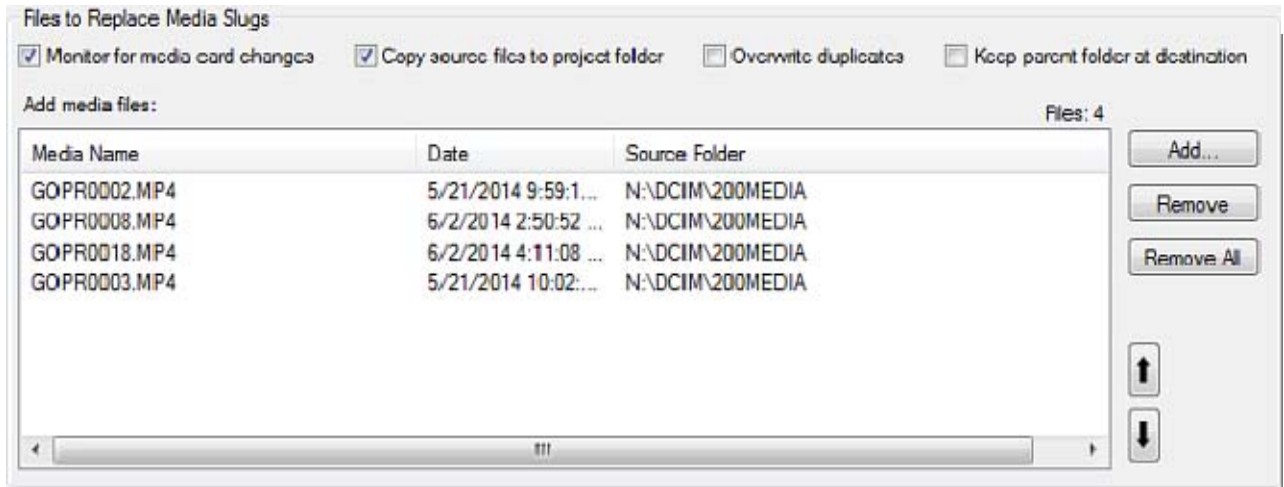 Files to Replace Media Slugs
Monitor for media card changes Copy source files to project folder Overwrite duplicates Keep parent folder at destination
Add media files: Files: 4
Media Name Date Source Folder Add...
GOPR0002.MP4 5/21/2014 9:59:1... N:\DCIM\200MEDIA
Remove
GOPR0008.MP4 6/2/2014 2:50:52 ... N:\DCIM\200MEDIA
GOPR0018.MP4 6/2/2014 4:11:08 ... N:\DCIM\200MEDIA
Remove All
GOPR0003.MP4 5/21/2014 10:02:... N:\DCIM\200MEDIA